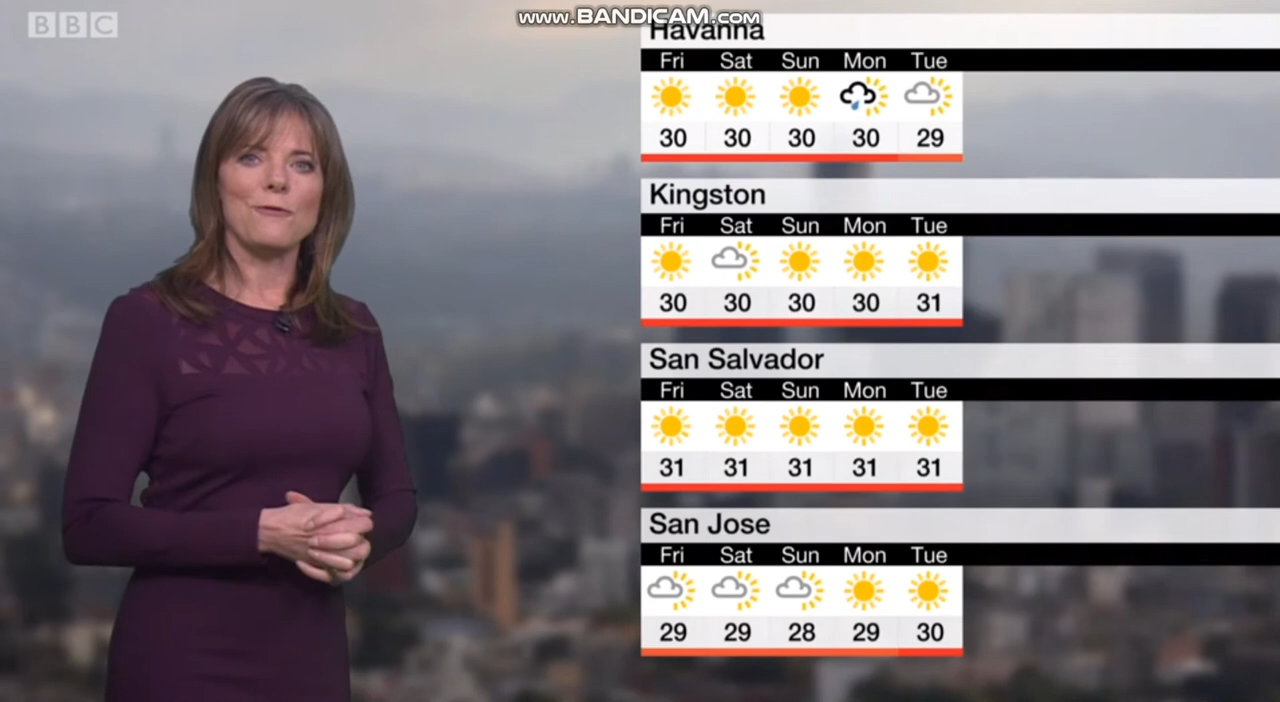 BBC
www.BANDICAM.com
Havanna
Fri Sat Sun Mon Tue
30 30 30 30 29
Kingston
Fri Sat Sun Mon Tue
30 30 30 30 31
San Salvador
Fri Sat Sun Mon Tue
31 31 31 31 31
San Jose
Fri Sat Sun Mon Tue
29 29 28 29 30